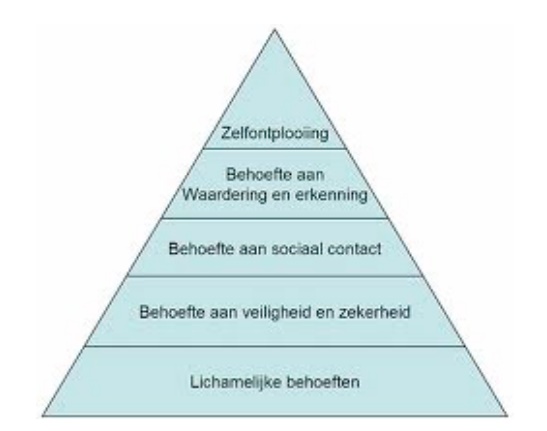 Zelfontplooiing
Behoefte aan
Waardering en erkenning
Behoefte aan sociaal contact
Behoefte aan veiligheid en zekerheid
Lichamelijke behoeften